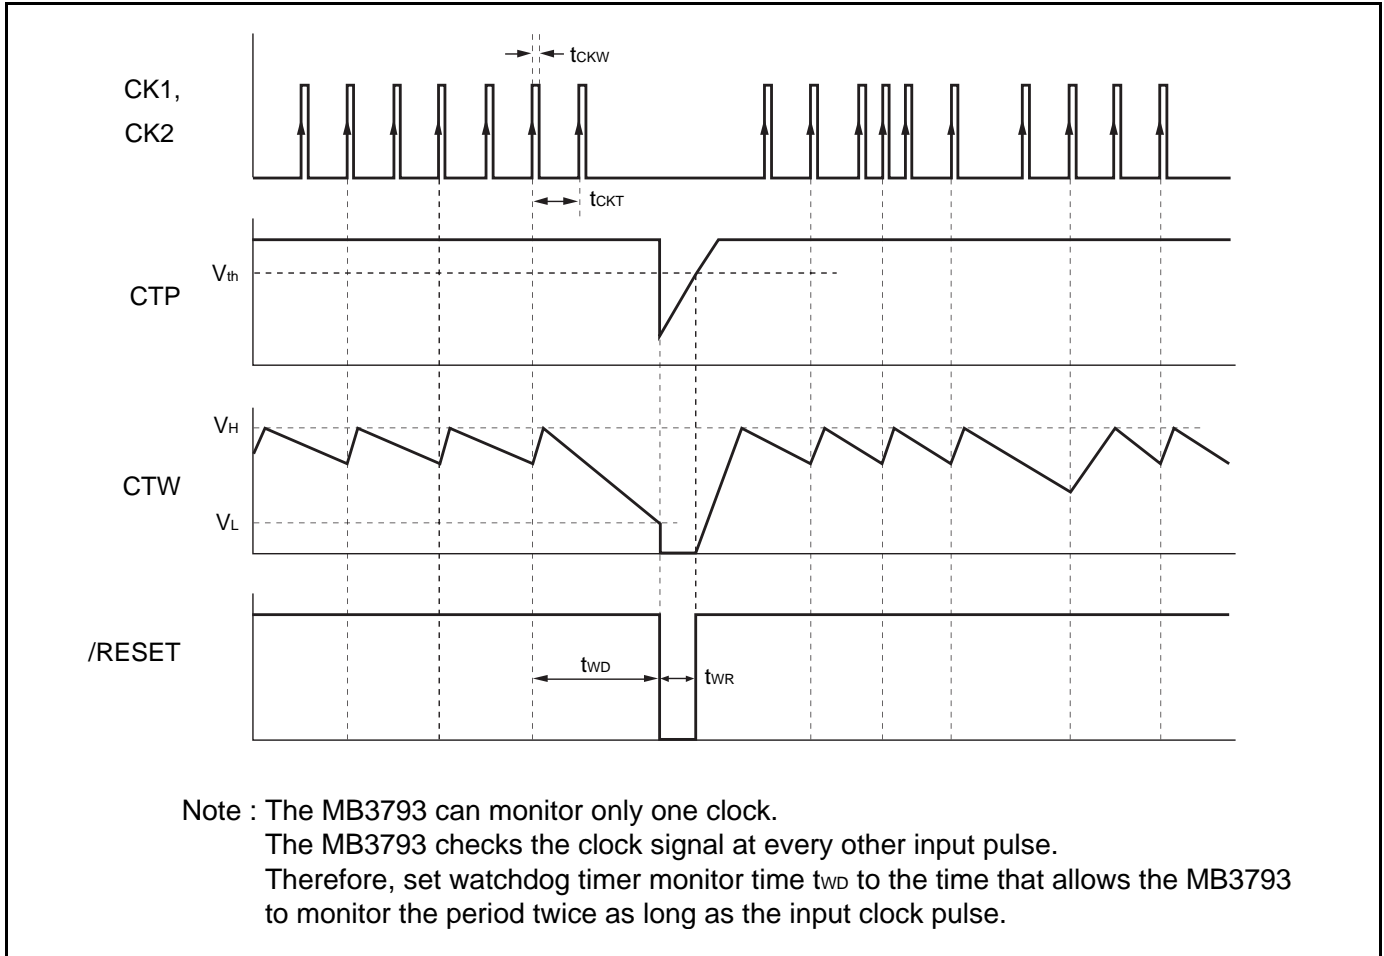 tCKW
CK1,
CK2
tCKT
Vth
CTP
VH
CTW
VL
/RESET
tWD
tWR
Note : The MB3793 can monitor only one clock.
The MB3793 checks the clock signal at every other input pulse.
Therefore, set watchdog timer monitor time tWD to the time that allows the MB3793
to monitor the period twice as long as the input clock pulse.